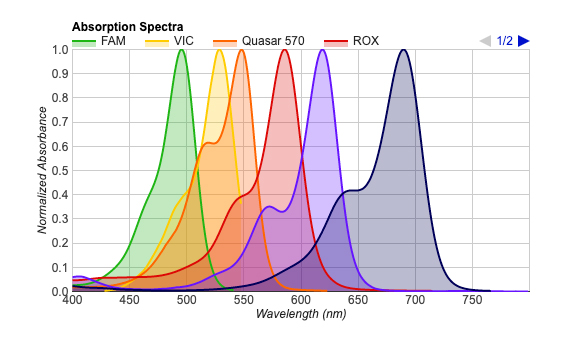 Absorption Spectra
FAM VIC Quasar 570 ROX 1/2
1.0
0.9
0.8
0.7
0.6
0.5
0.4
0.3
0.2
0.1
0.0
Normalized Absorbance
400 450 500 550 600 650 700 750
Wavelength (nm)